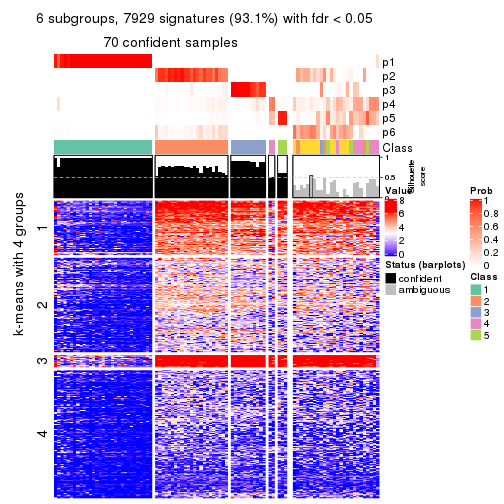 6 subgroups, 7929 signatures (93.1%) with fdr < 0.05
70 confident samples
p1
p2
p3
p4
p5
p6
Class
1
0.5
0
Silhouette
score
k-means with 4 groups
1
2
3
4
Value
8
6
4
2
0
Status (barplots)
confident
ambiguous
Prob
1
0.8
0.6
0.4
0.2
0
Class
1
2
3
4
5